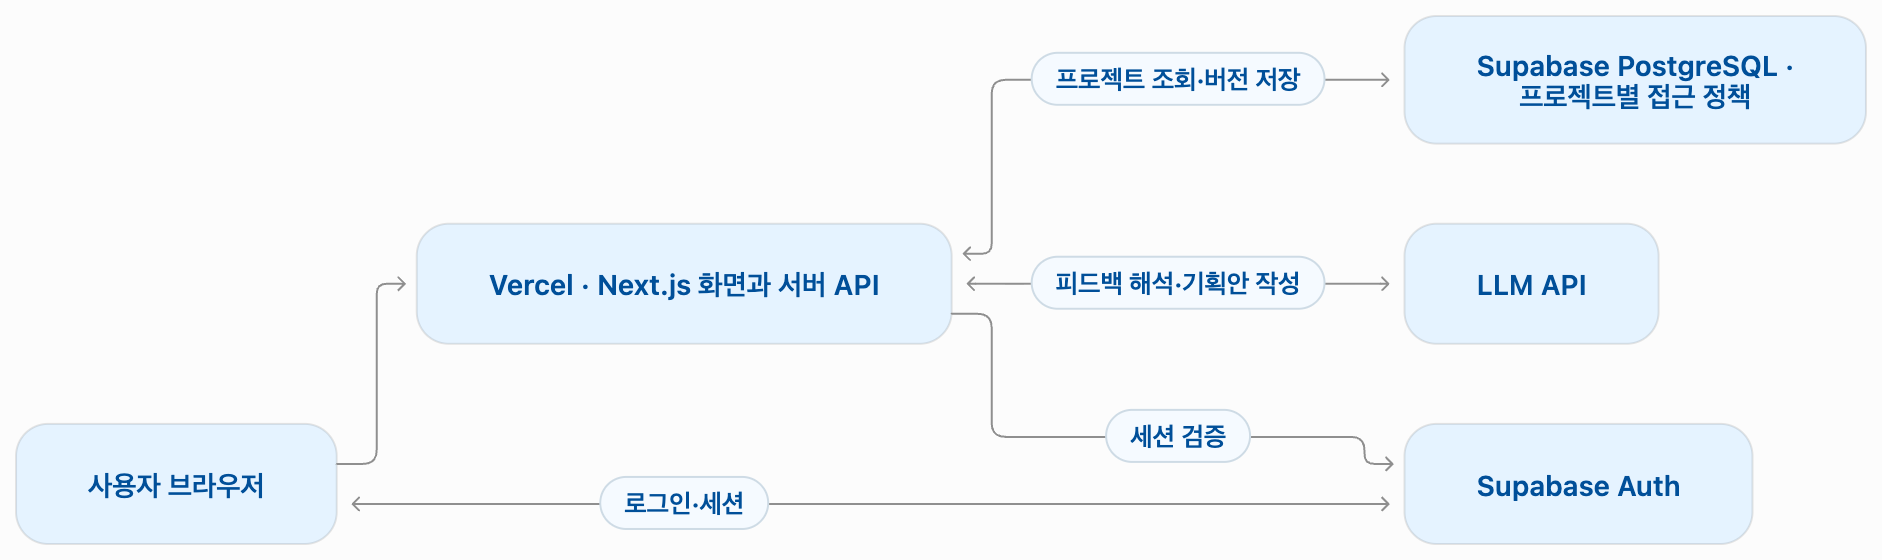 프로젝트 조회·버전 저장
Supabase PostgreSQL ·
프로젝트별 접근 정책
Vercel · Next.js 화면과 서버 API
피드백 해석·기획안 작성
LLM API
세션 검증
사용자 브라우저
로그인·세션
Supabase Auth